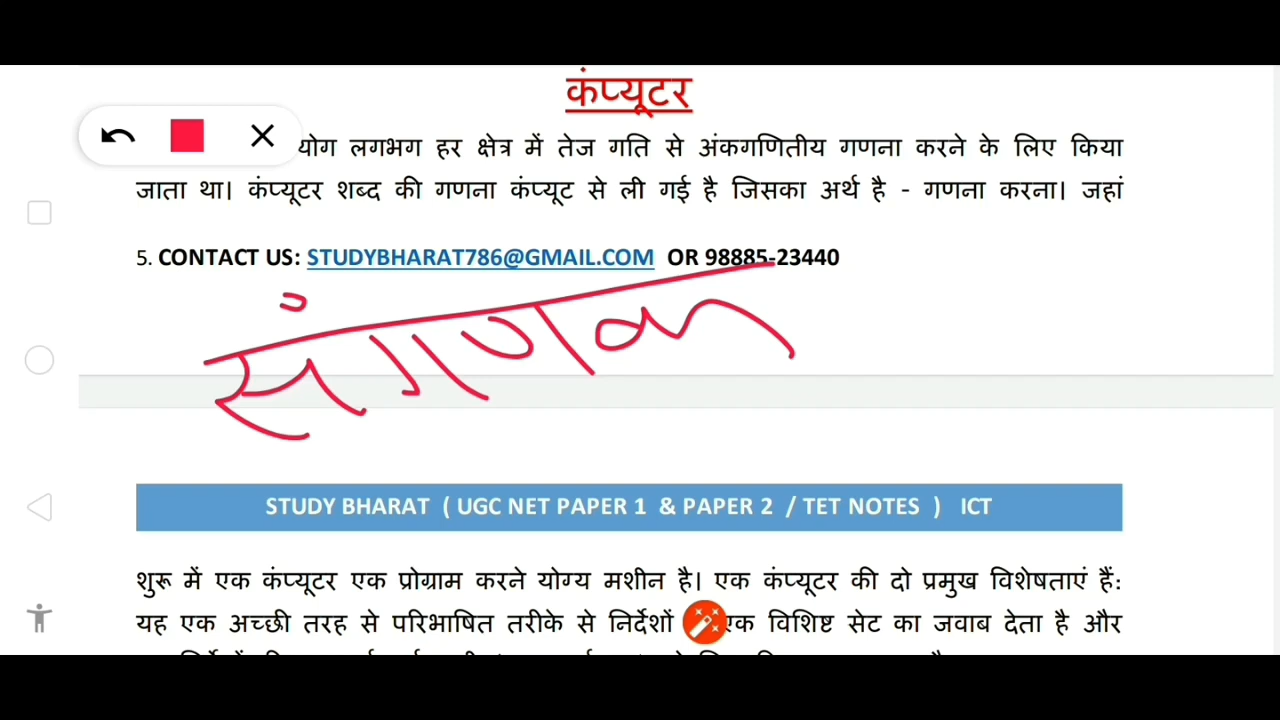 कंप्यूटर
योग लगभग हर क्षेत्र में तेज गति से अंकगणितीय गणना करने के लिए किया
जाता था। कंप्यूटर शब्द की गणना कंप्यूट से ली गई है जिसका अर्थ है - गणना करना। जहां
5. CONTACT US: STUDYBHARAT786@GMAIL.COM OR 98885-23440
संगणक
STUDY BHARAT ( UGC NET PAPER 1 & PAPER 2 / TET NOTES ) ICT
शुरू में एक कंप्यूटर एक प्रोग्राम करने योग्य मशीन है। एक कंप्यूटर की दो प्रमुख विशेषताएं हैं:
यह एक अच्छी तरह से परिभाषित तरीके से निर्देशों एक विशिष्ट सेट का जवाब देता है और